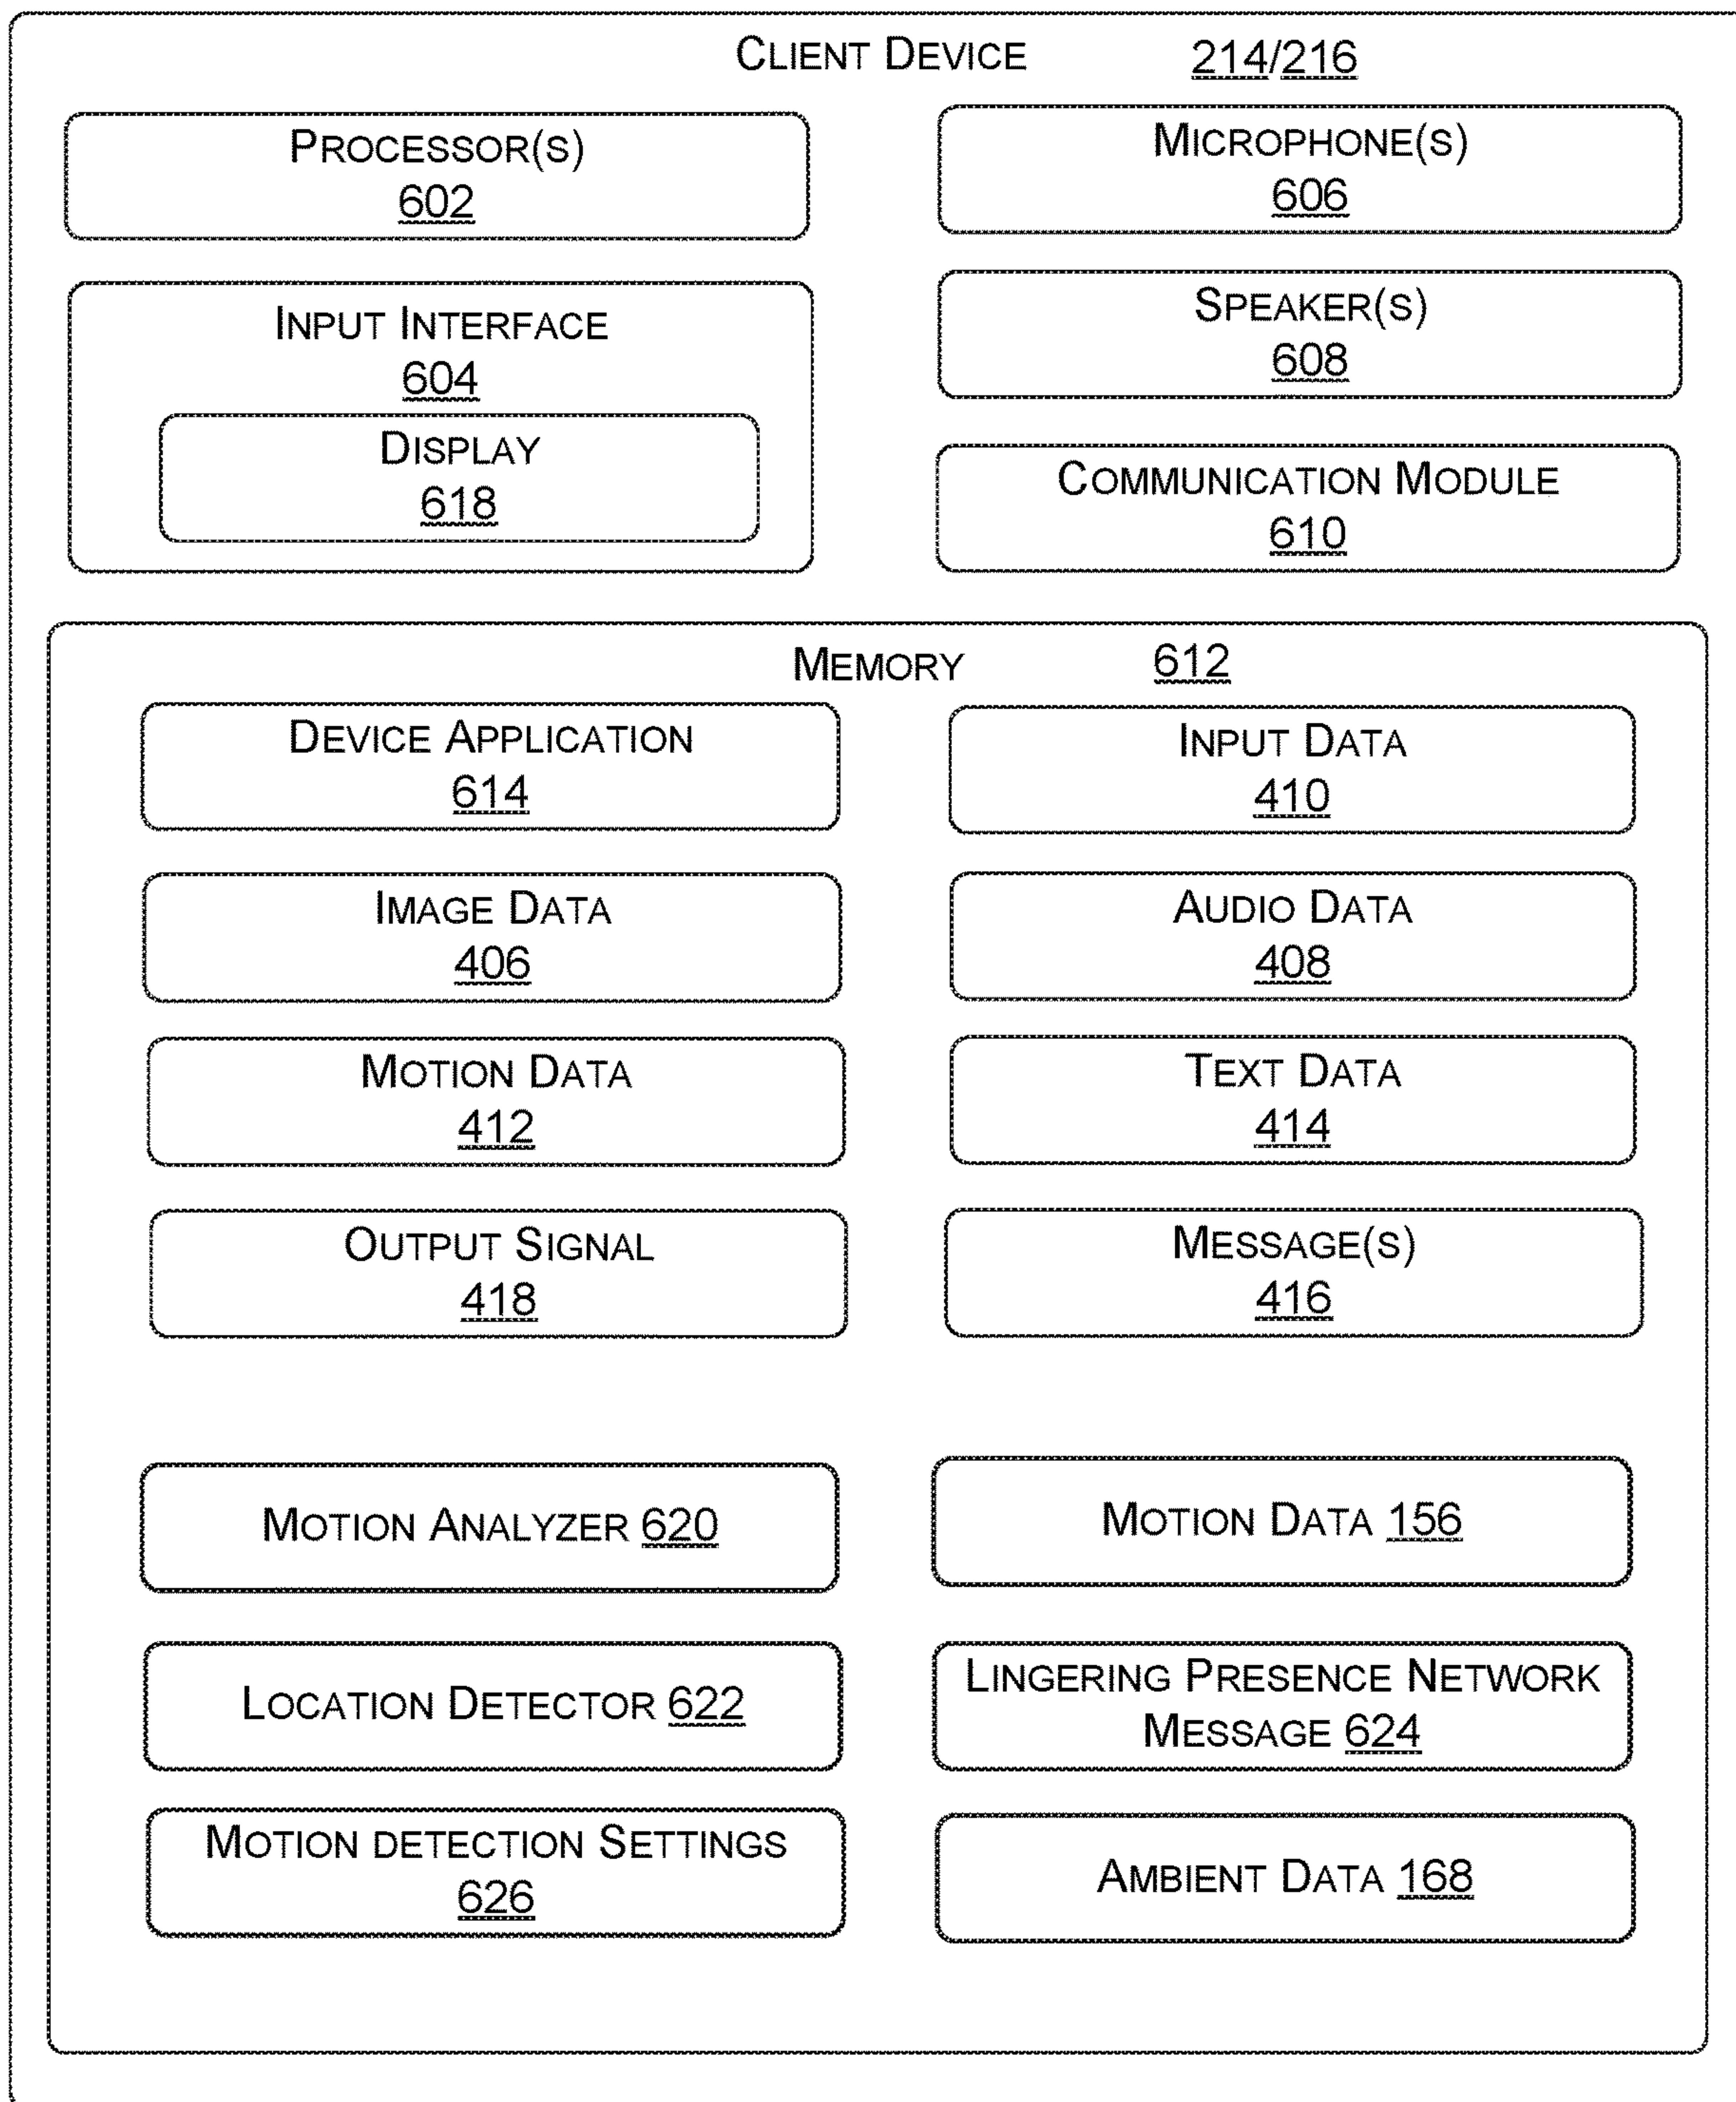 CLIENT DEVICE 214/216
PROCESSOR(S)
602
MICROPHONE(S)
606
INPUT INTERFACE
604
DISPLAY
618
SPEAKER(S)
608
COMMUNICATION MODULE
610
MEMORY 612
DEVICE APPLICATION
614
INPUT DATA
410
IMAGE DATA
406
AUDIO DATA
408
MOTION DATA
412
TEXT DATA
414
OUTPUT SIGNAL
418
MESSAGE(S)
416
MOTION ANALYZER 620
MOTION DATA 156
LOCATION DETECTOR 622
LINGERING PRESENCE NETWORK
MESSAGE 624
MOTION DETECTION SETTINGS
626
AMBIENT DATA 168